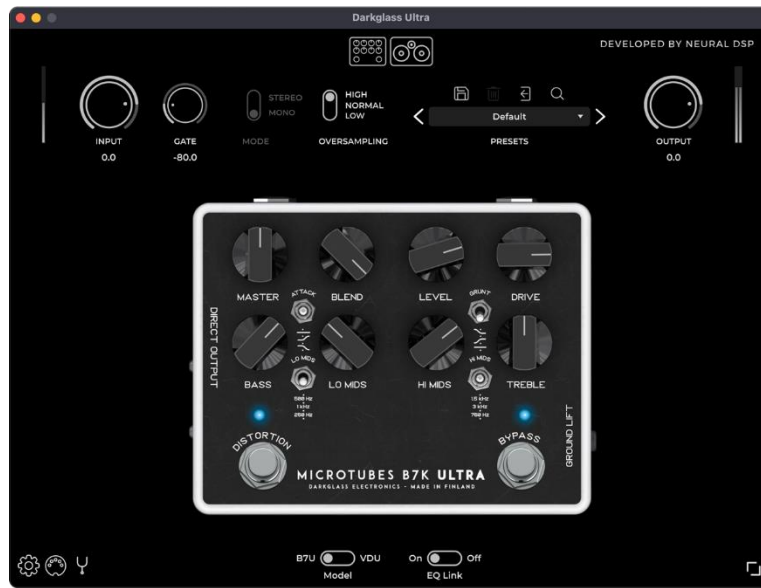 Darkglass Ultra
DEVELOPED BY NEURAL DSP
STEREO
MONO
HIGH
NORMAL
LOW
Default
INPUT
GATE
MODE
OVERSAMPLING
PRESETS
OUTPUT
0.0
-80.0
0.0
MASTER
ATTACK
BLEND
LEVEL
GRUNT
DRIVE
DIRECT OUTPUT
BASS
LO MIDS
LO MIDS
HI MIDS
HI MIDS
TREBLE
500 Hz
1 kHz
250 Hz
1.5 kHz
3 kHz
750 Hz
GROUND LIFT
DISTORTION
BYPASS
MICROTUBES B7K ULTRA
DARKGLASS ELECTRONICS - MADE IN FINLAND
B7U VDU
Model
On Off
EQ Link